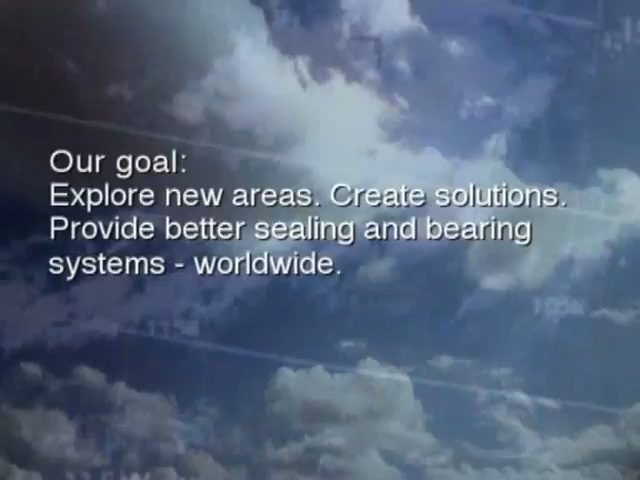 Our goal:
Explore new areas. Create solutions.
Provide better sealing and bearing
systems - worldwide.